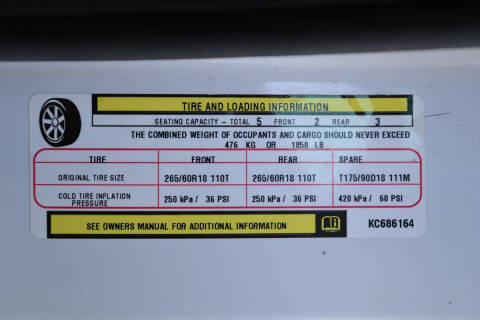 TIRE AND LOADING INFORMATION
SEATING CAPACITY – TOTAL 5 FRONT 2 REAR 3
THE COMBINED WEIGHT OF OCCUPANTS AND CARGO SHOULD NEVER EXCEED
476 KG OR 1050 LB
TIRE FRONT REAR SPARE
ORIGINAL TIRE SIZE 265/60R18 110T 265/60R18 110T T175/90D18 111M
COLD TIRE INFLATION PRESSURE 250 kPa / 36 PSI 250 kPa / 36 PSI 420 kPa / 60 PSI
SEE OWNERS MANUAL FOR ADDITIONAL INFORMATION KC686164